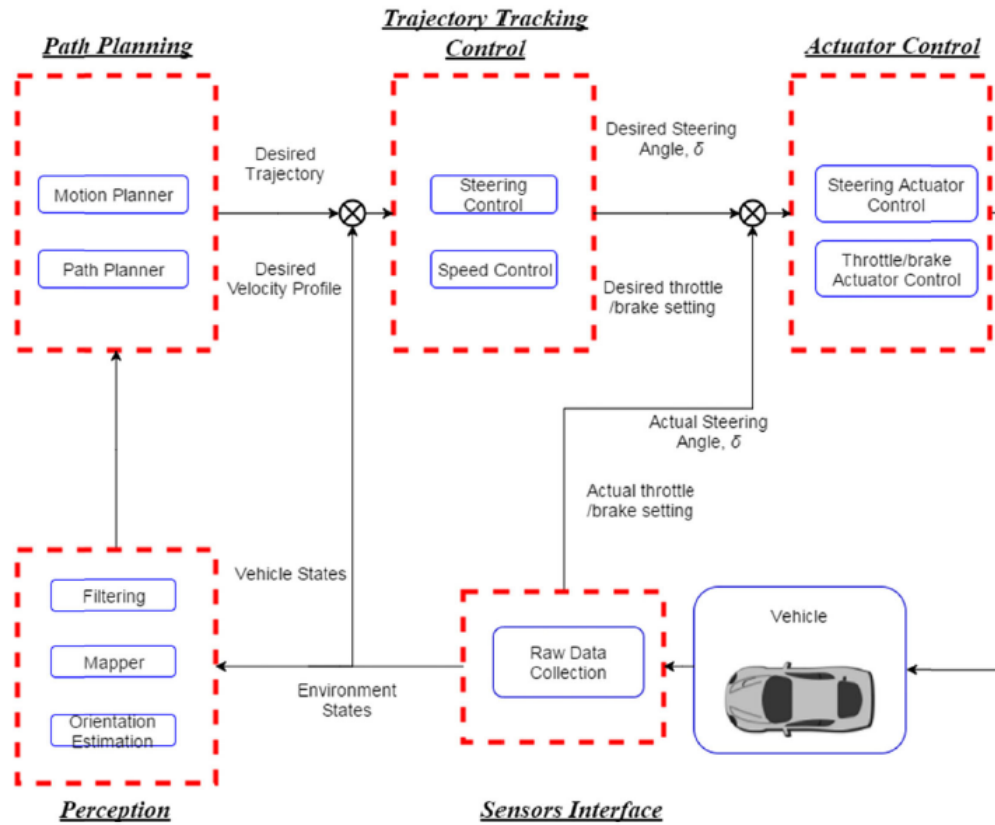 Path Planning
Trajectory Tracking
Control
Actuator Control
Motion Planner
Path Planner
Desired
Trajectory
Desired
Velocity Profile
Steering
Control
Speed Control
Desired Steering
Angle, δ
Desired throttle
/brake setting
Steering Actuator
Control
Throttle/brake
Actuator Control
Actual Steering
Angle, δ
Actual throttle
/brake setting
Vehicle States
Environment
States
Filtering
Mapper
Orientation
Estimation
Raw Data
Collection
Vehicle
Perception
Sensors Interface